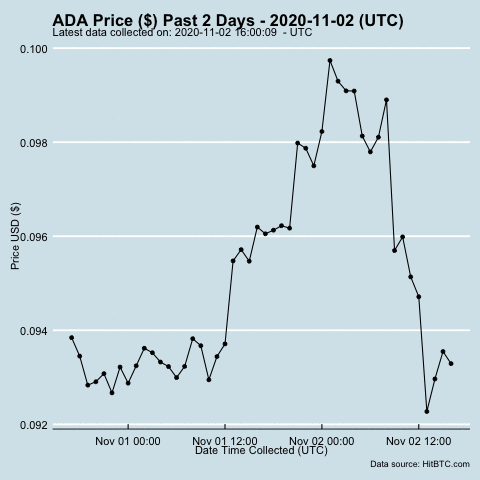 ADA Price ($) Past 2 Days - 2020-11-02 (UTC)
Latest data collected on: 2020-11-02 16:00:09  - UTC
0.100
0.098
0.096
0.094
0.092
Price USD ($)
Nov 01 00:00 Nov 01 12:00 Nov 02 00:00 Nov 02 12:00
Date Time Collected (UTC)
Data source: HitBTC.com